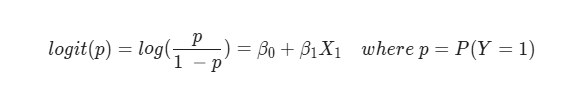 logit(p) = log(p / 1 − p) = β₀ + β₁X₁ where p = P(Y = 1)